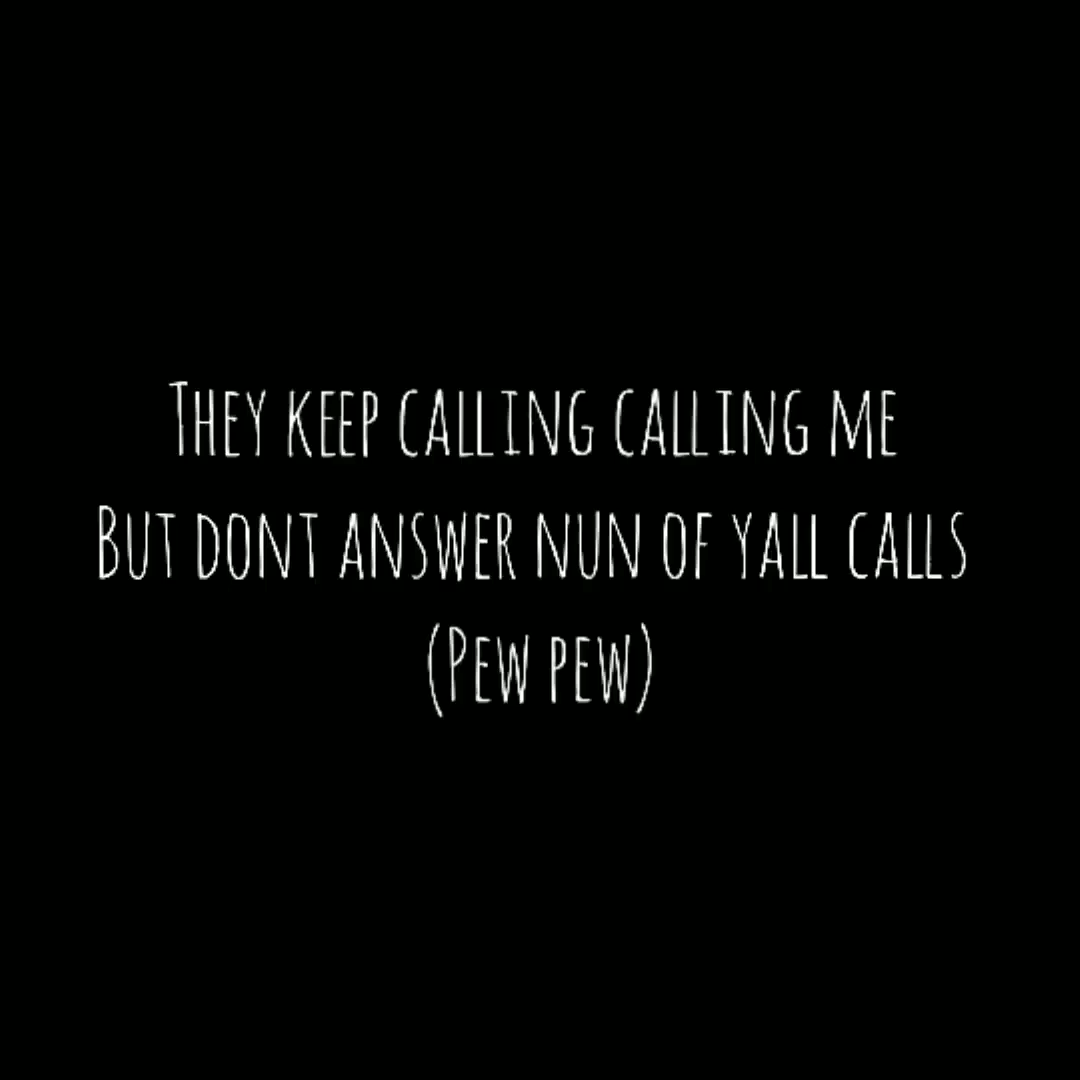 They keep calling calling me
But dont answer nun of yall calls
(Pew pew)